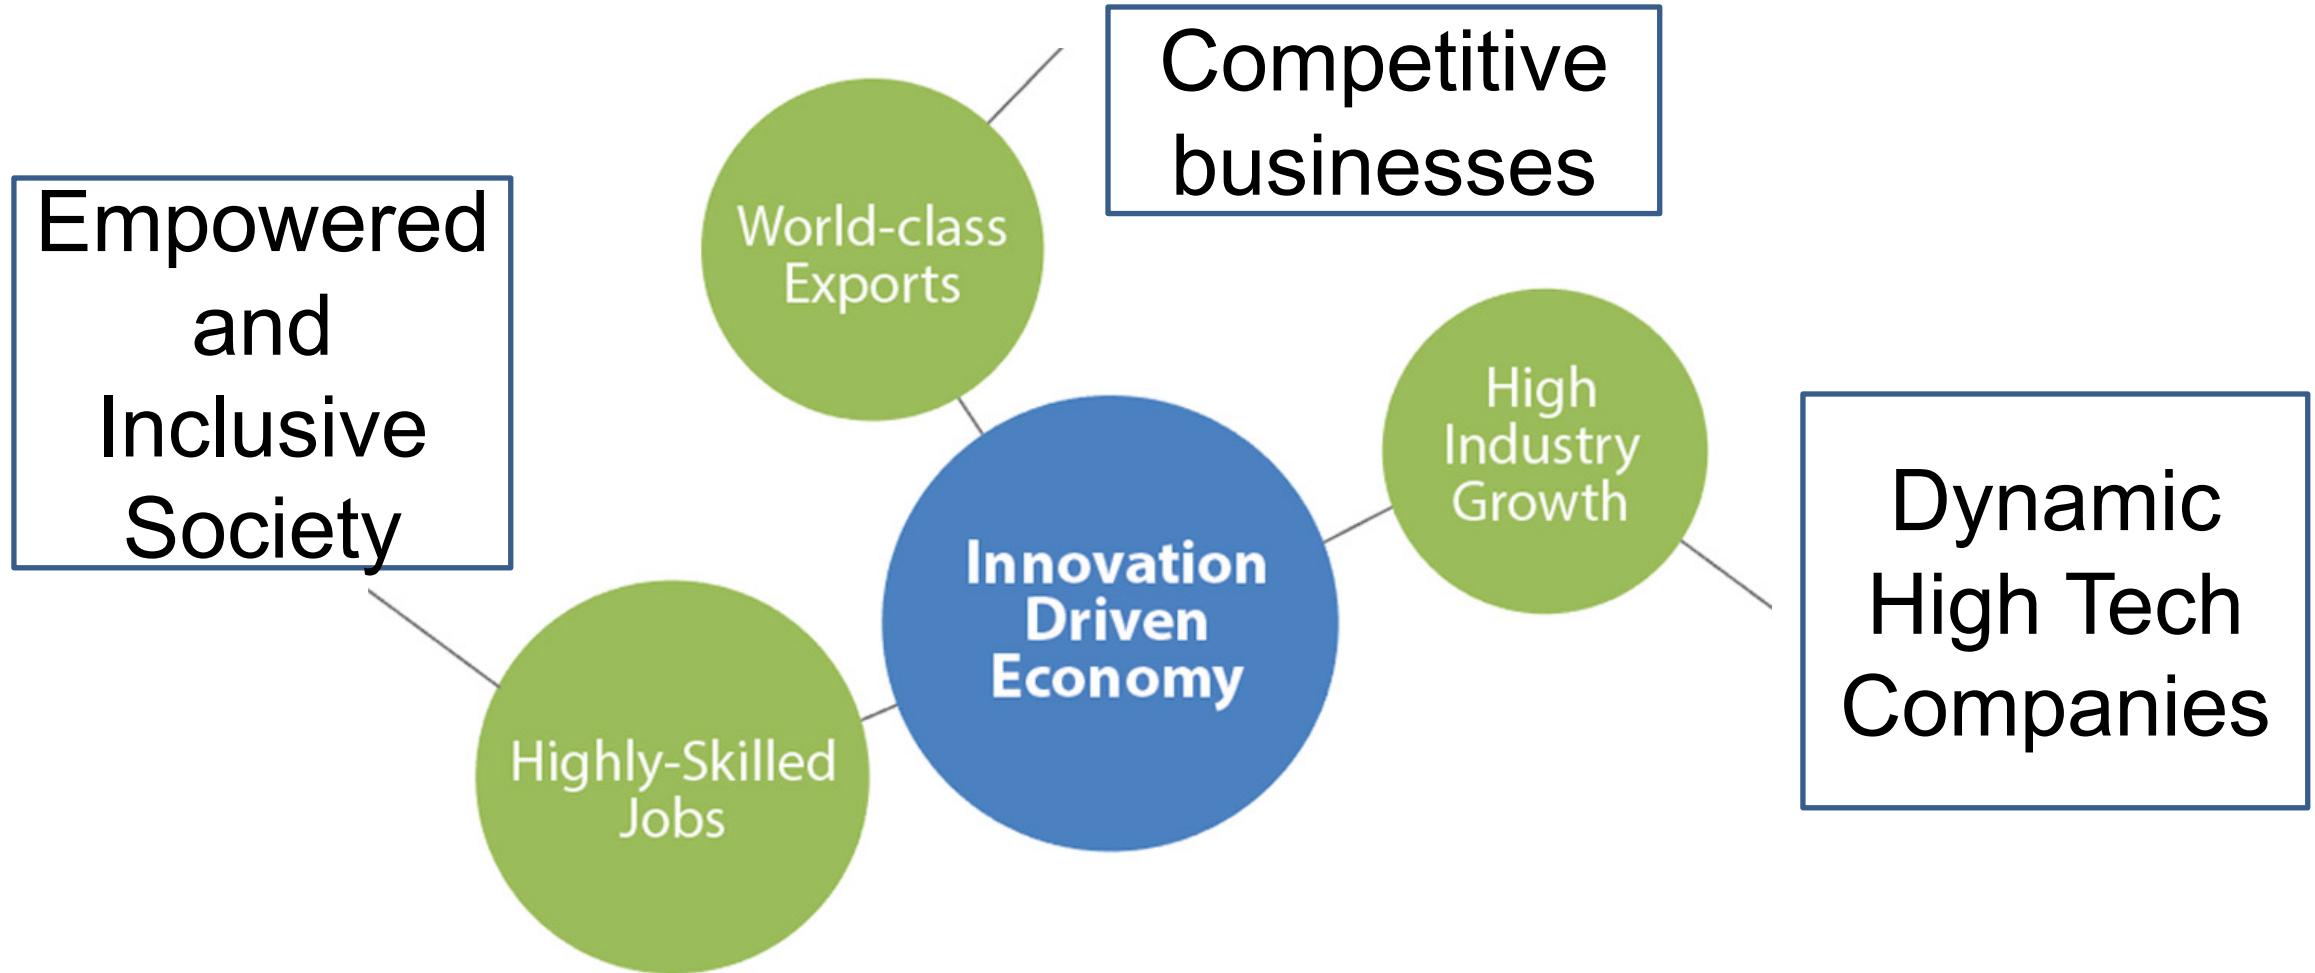 Competitive
businesses
Empowered
and
Inclusive
Society
World-class
Exports
High
Industry
Growth
Dynamic
High Tech
Companies
Innovation
Driven
Economy
Highly-Skilled
Jobs